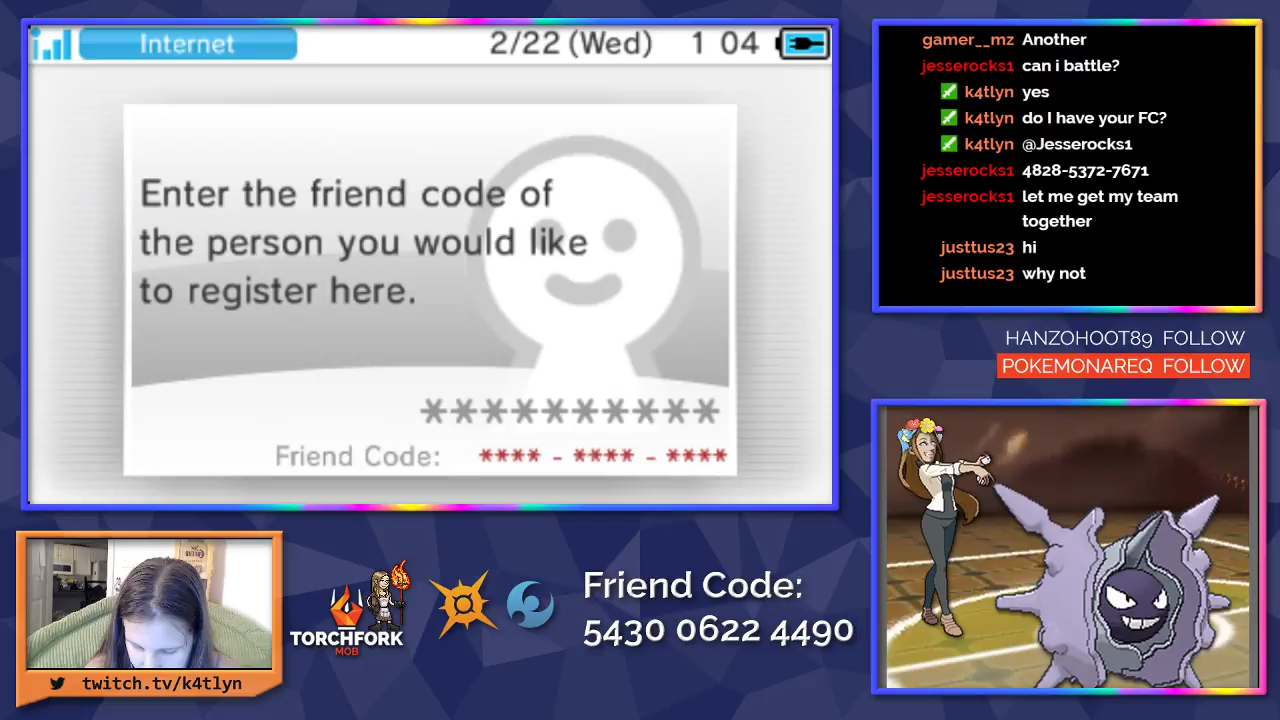 Internet
2/22 (Wed) 1 04
Enter the friend code of
the person you would like
to register here.
**********
Friend Code: **** - **** - ****
gamer__mz Another
jesserocks1 can i battle?
k4tlyn yes
k4tlyn do I have your FC?
k4tlyn @Jesserocks1
jesserocks1 4828-5372-7671
jesserocks1 let me get my team
together
justtus23 hi
justtus23 why not
HANZOHOOT89 FOLLOW
POKEMONAREQ FOLLOW
twitch.tv/k4tlyn
TORCHFORK
MOB
Friend Code:
5430 0622 4490